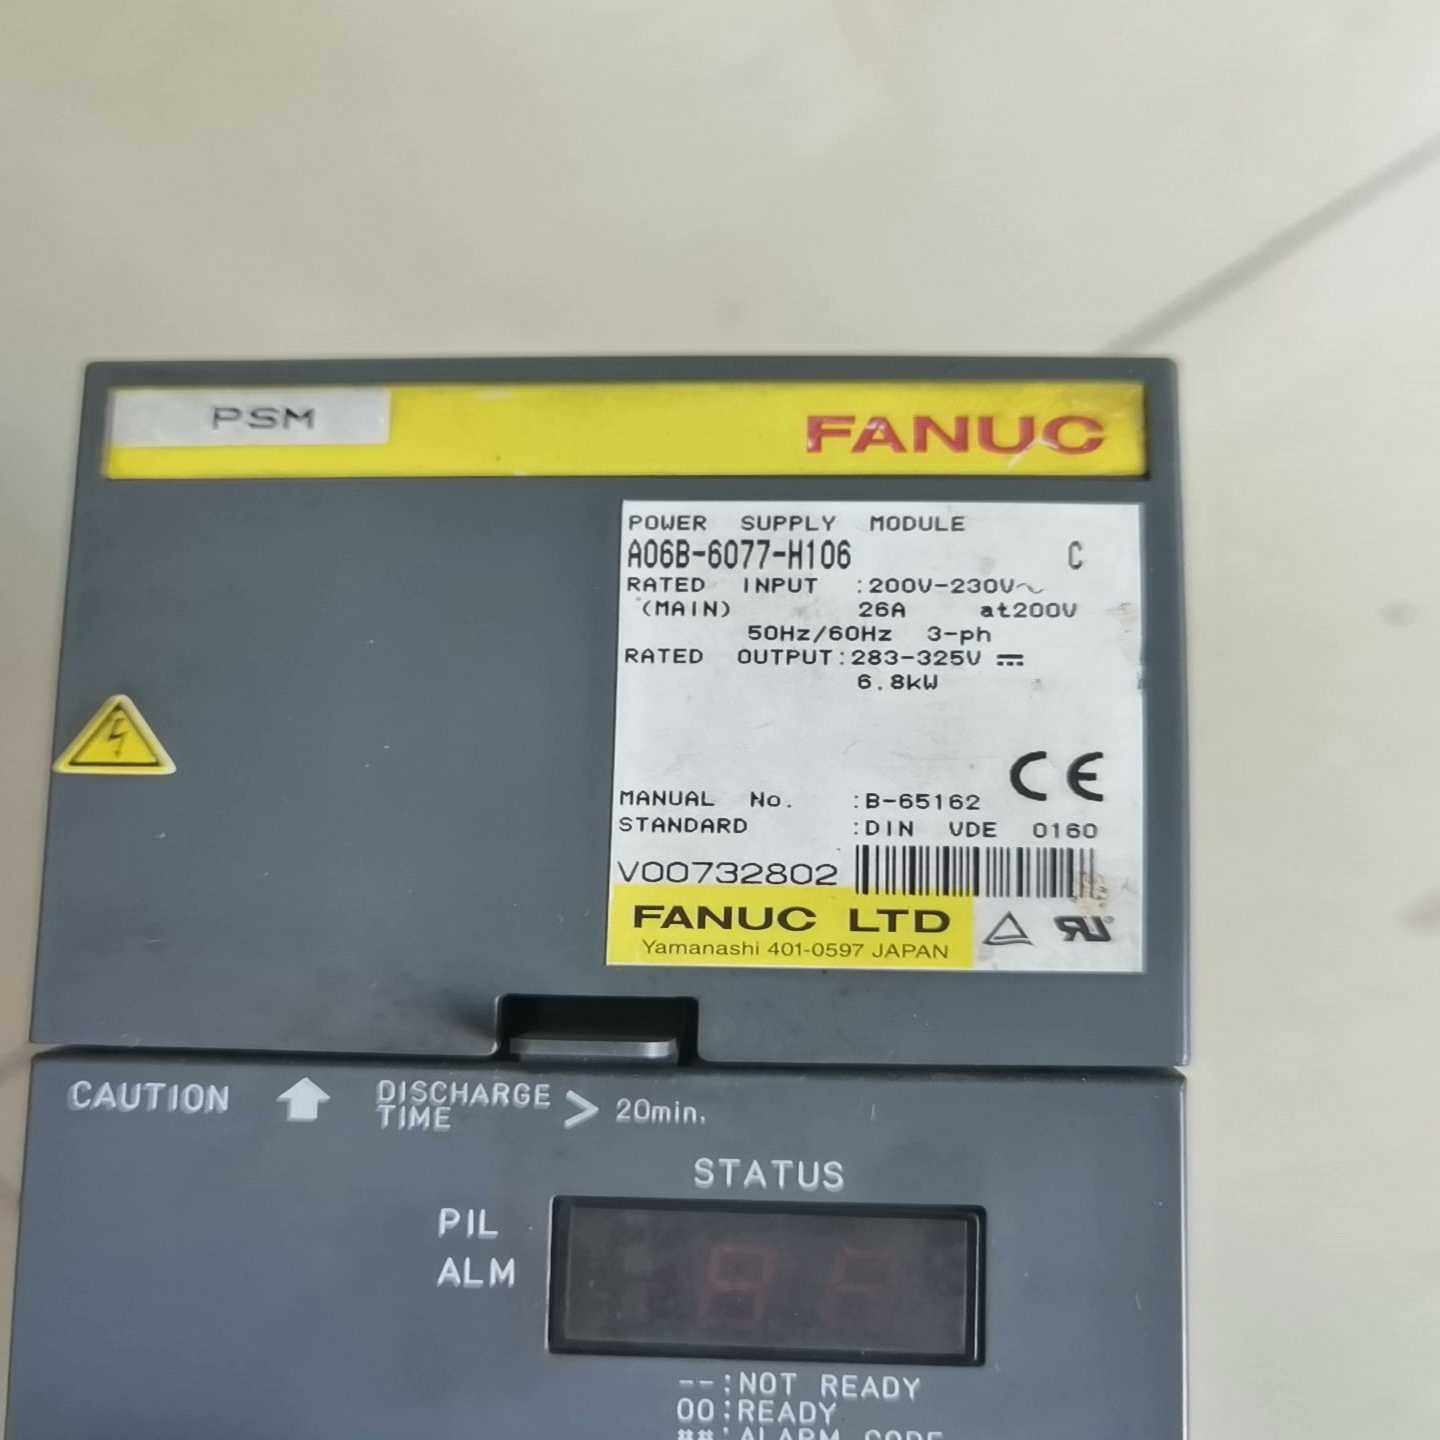 PSM
FANUC
POWER SUPPLY MODULE
A06B-6077-H106 C
RATED INPUT :200V-230V~
(MAIN) 26A at200V
50Hz/60Hz 3-ph
RATED OUTPUT:283-325V ⎓
6.8kW
CE
MANUAL No. :B-65162
STANDARD :DIN VDE 0160
V00732802
FANUC LTD
Yamanashi 401-0597 JAPAN
CAUTION DISCHARGE TIME > 20min.
STATUS
PIL
ALM
--:NOT READY
00:READY
##:ALARM CODE